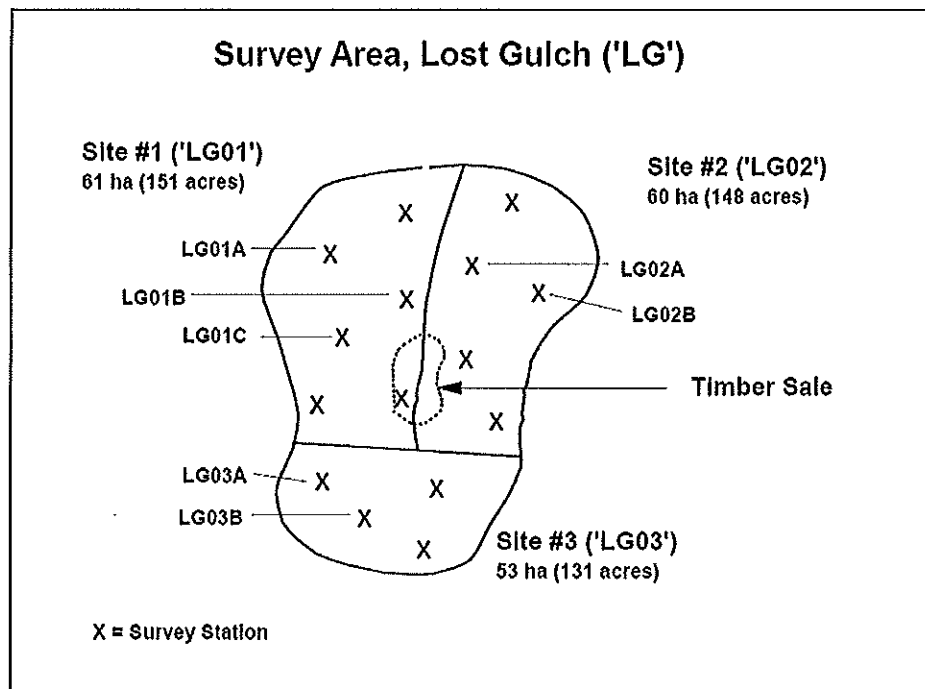 Survey Area, Lost Gulch ('LG')
Site #1 ('LG01')
61 ha (151 acres)
Site #2 ('LG02')
60 ha (148 acres)
X
X
LG01A
X
X
LG02A
LG01B
X
X
LG02B
LG01C
X
X
Timber Sale
X
X
X
LG03A
X
X
LG03B
X
X
Site #3 ('LG03')
53 ha (131 acres)
X = Survey Station